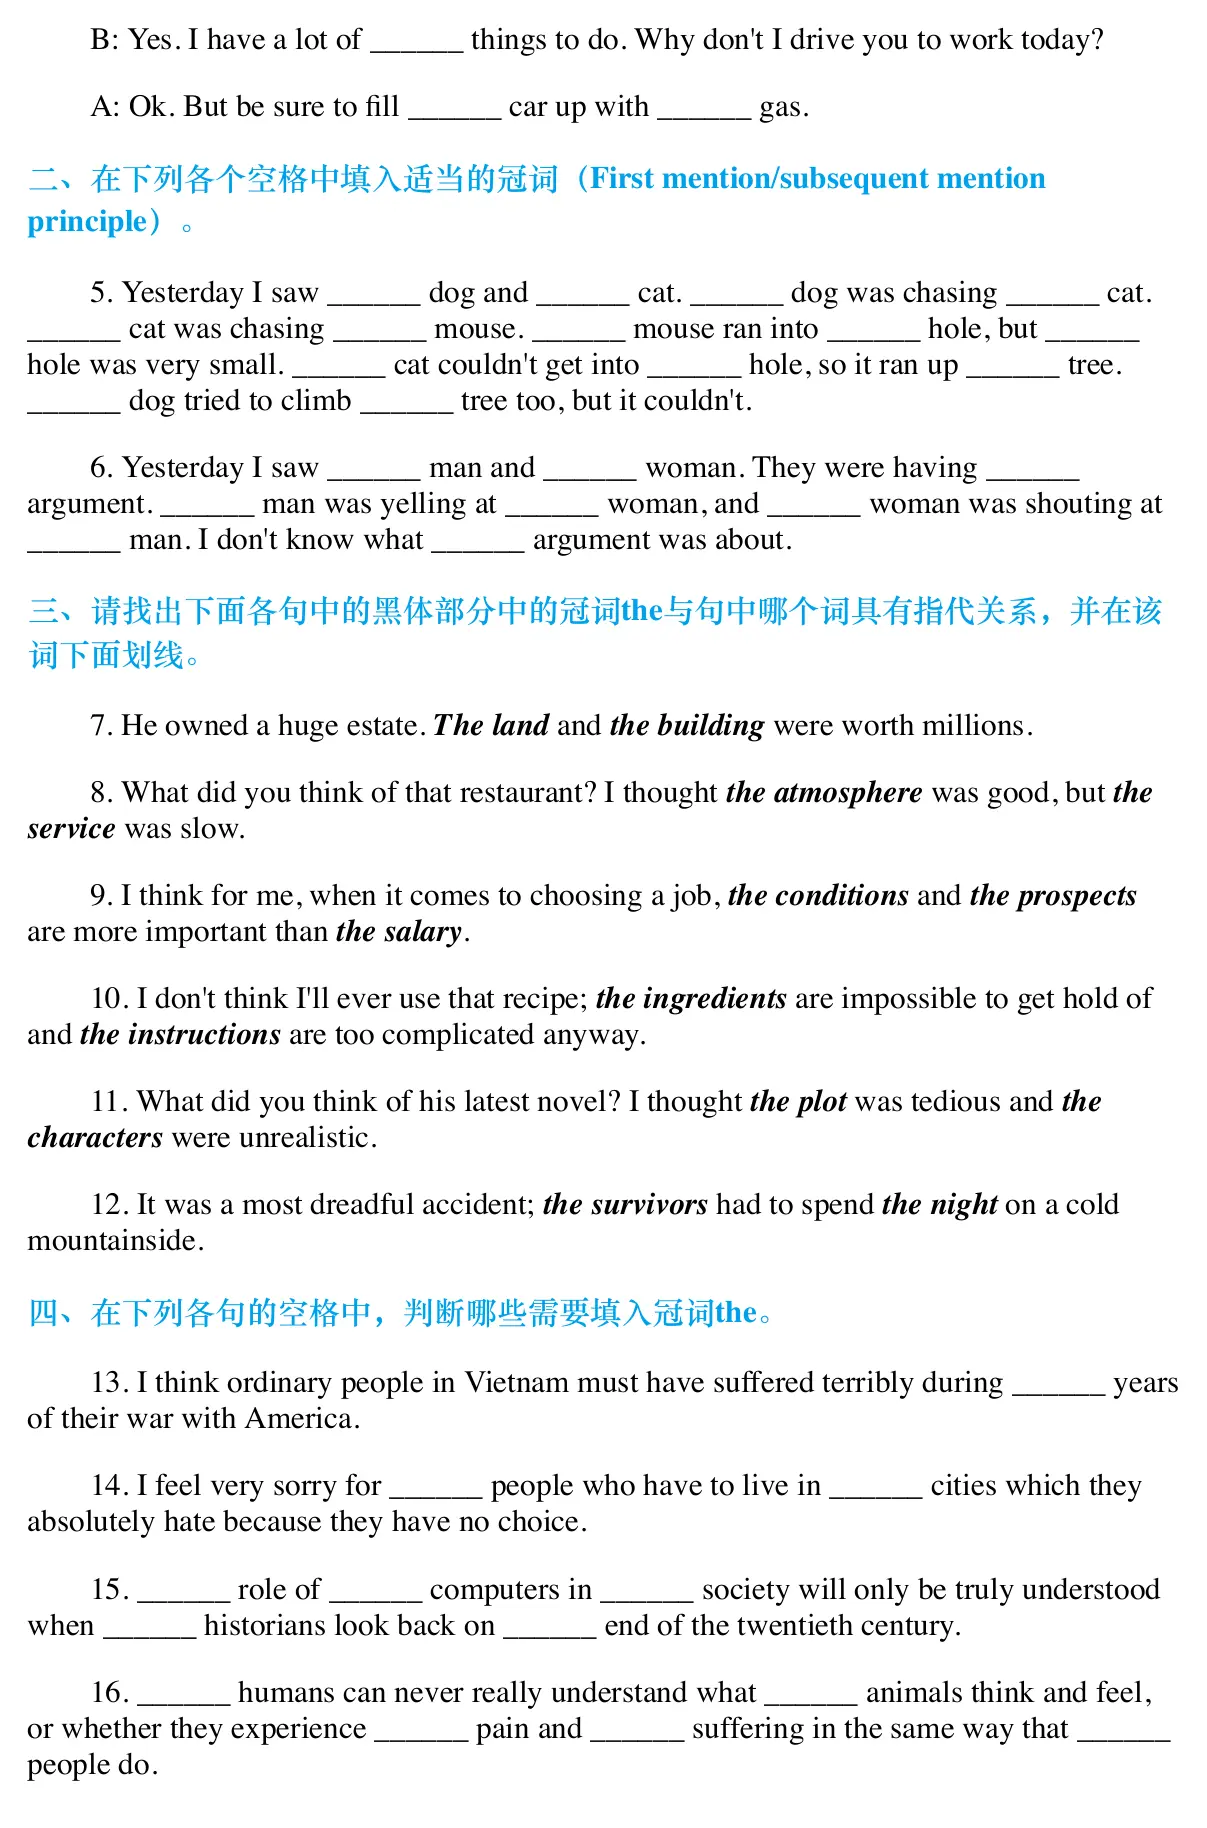 B: Yes. I have a lot of ______ things to do. Why don't I drive you to work today?
A: Ok. But be sure to fill ______ car up with ______ gas.
二、在下列各个空格中填入适当的冠词（First mention/subsequent mention
principle）。
5. Yesterday I saw ______ dog and ______ cat. ______ dog was chasing ______ cat.
______ cat was chasing ______ mouse. ______ mouse ran into ______ hole, but ______
hole was very small. ______ cat couldn't get into ______ hole, so it ran up ______ tree.
______ dog tried to climb ______ tree too, but it couldn't.
6. Yesterday I saw ______ man and ______ woman. They were having ______
argument. ______ man was yelling at ______ woman, and ______ woman was shouting at
______ man. I don't know what ______ argument was about.
三、请找出下面各句中的黑体部分中的冠词the与句中哪个词具有指代关系，并在该
词下面划线。
7. He owned a huge estate. The land and the building were worth millions.
8. What did you think of that restaurant? I thought the atmosphere was good, but the
service was slow.
9. I think for me, when it comes to choosing a job, the conditions and the prospects
are more important than the salary.
10. I don't think I'll ever use that recipe; the ingredients are impossible to get hold of
and the instructions are too complicated anyway.
11. What did you think of his latest novel? I thought the plot was tedious and the
characters were unrealistic.
12. It was a most dreadful accident; the survivors had to spend the night on a cold
mountainside.
四、在下列各句的空格中，判断哪些需要填入冠词the。
13. I think ordinary people in Vietnam must have suffered terribly during ______ years
of their war with America.
14. I feel very sorry for ______ people who have to live in ______ cities which they
absolutely hate because they have no choice.
15. ______ role of ______ computers in ______ society will only be truly understood
when ______ historians look back on ______ end of the twentieth century.
16. ______ humans can never really understand what ______ animals think and feel,
or whether they experience ______ pain and ______ suffering in the same way that ______
people do.